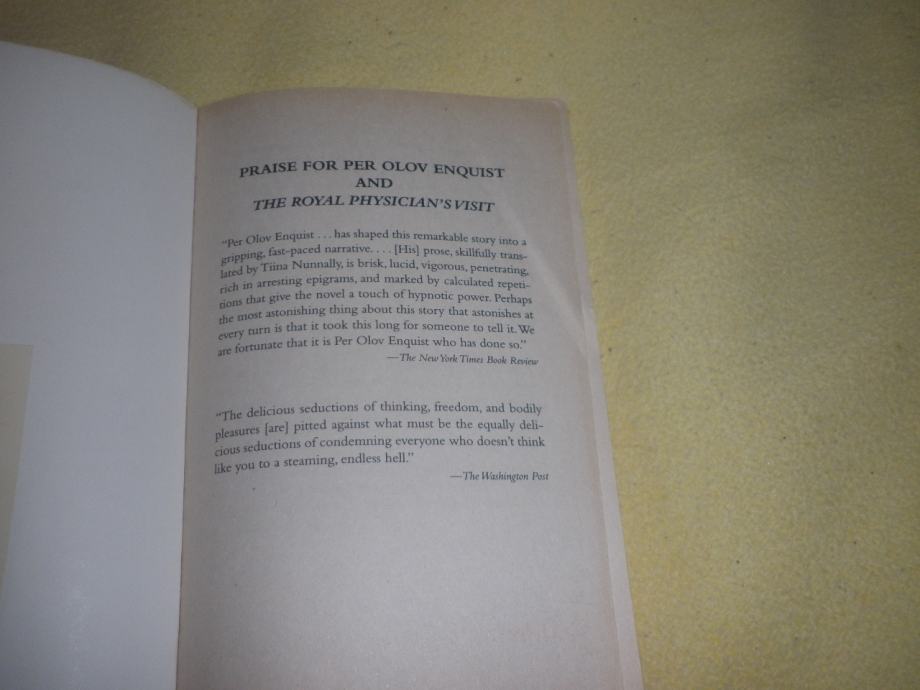 PRAISE FOR PER OLOV ENQUIST
AND
THE ROYAL PHYSICIAN'S VISIT
“Per Olov Enquist . . . has shaped this remarkable story into a
gripping, fast-paced narrative. . . . [His] prose, skillfully trans-
lated by Tiina Nunnally, is brisk, lucid, vigorous, penetrating,
rich in arresting epigrams, and marked by calculated repeti-
tions that give the novel a touch of hypnotic power. Perhaps
the most astonishing thing about this story that astonishes at
every turn is that it took this long for someone to tell it. We
are fortunate that it is Per Olov Enquist who has done so.”
—The New York Times Book Review
“The delicious seductions of thinking, freedom, and bodily
pleasures [are] pitted against what must be the equally deli-
cious seductions of condemning everyone who doesn't think
like you to a steaming, endless hell.”
—The Washington Post